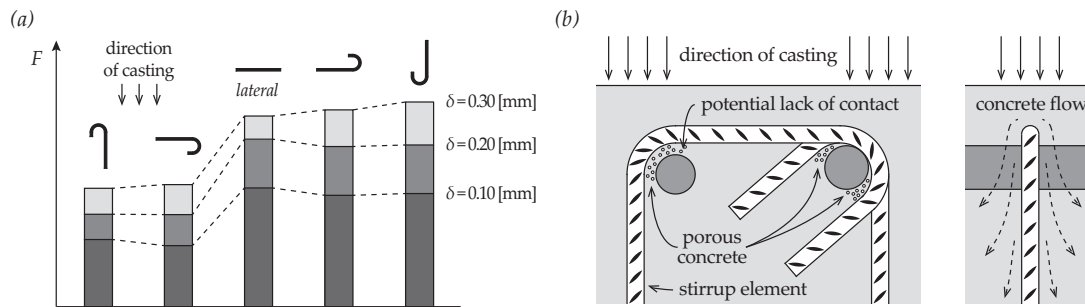 (a)
F
direction
of casting
lateral
δ=0.30 [mm]
δ=0.20 [mm]
δ=0.10 [mm]
(b)
direction of casting
potential lack of contact
porous
concrete
stirrup element
concrete flow